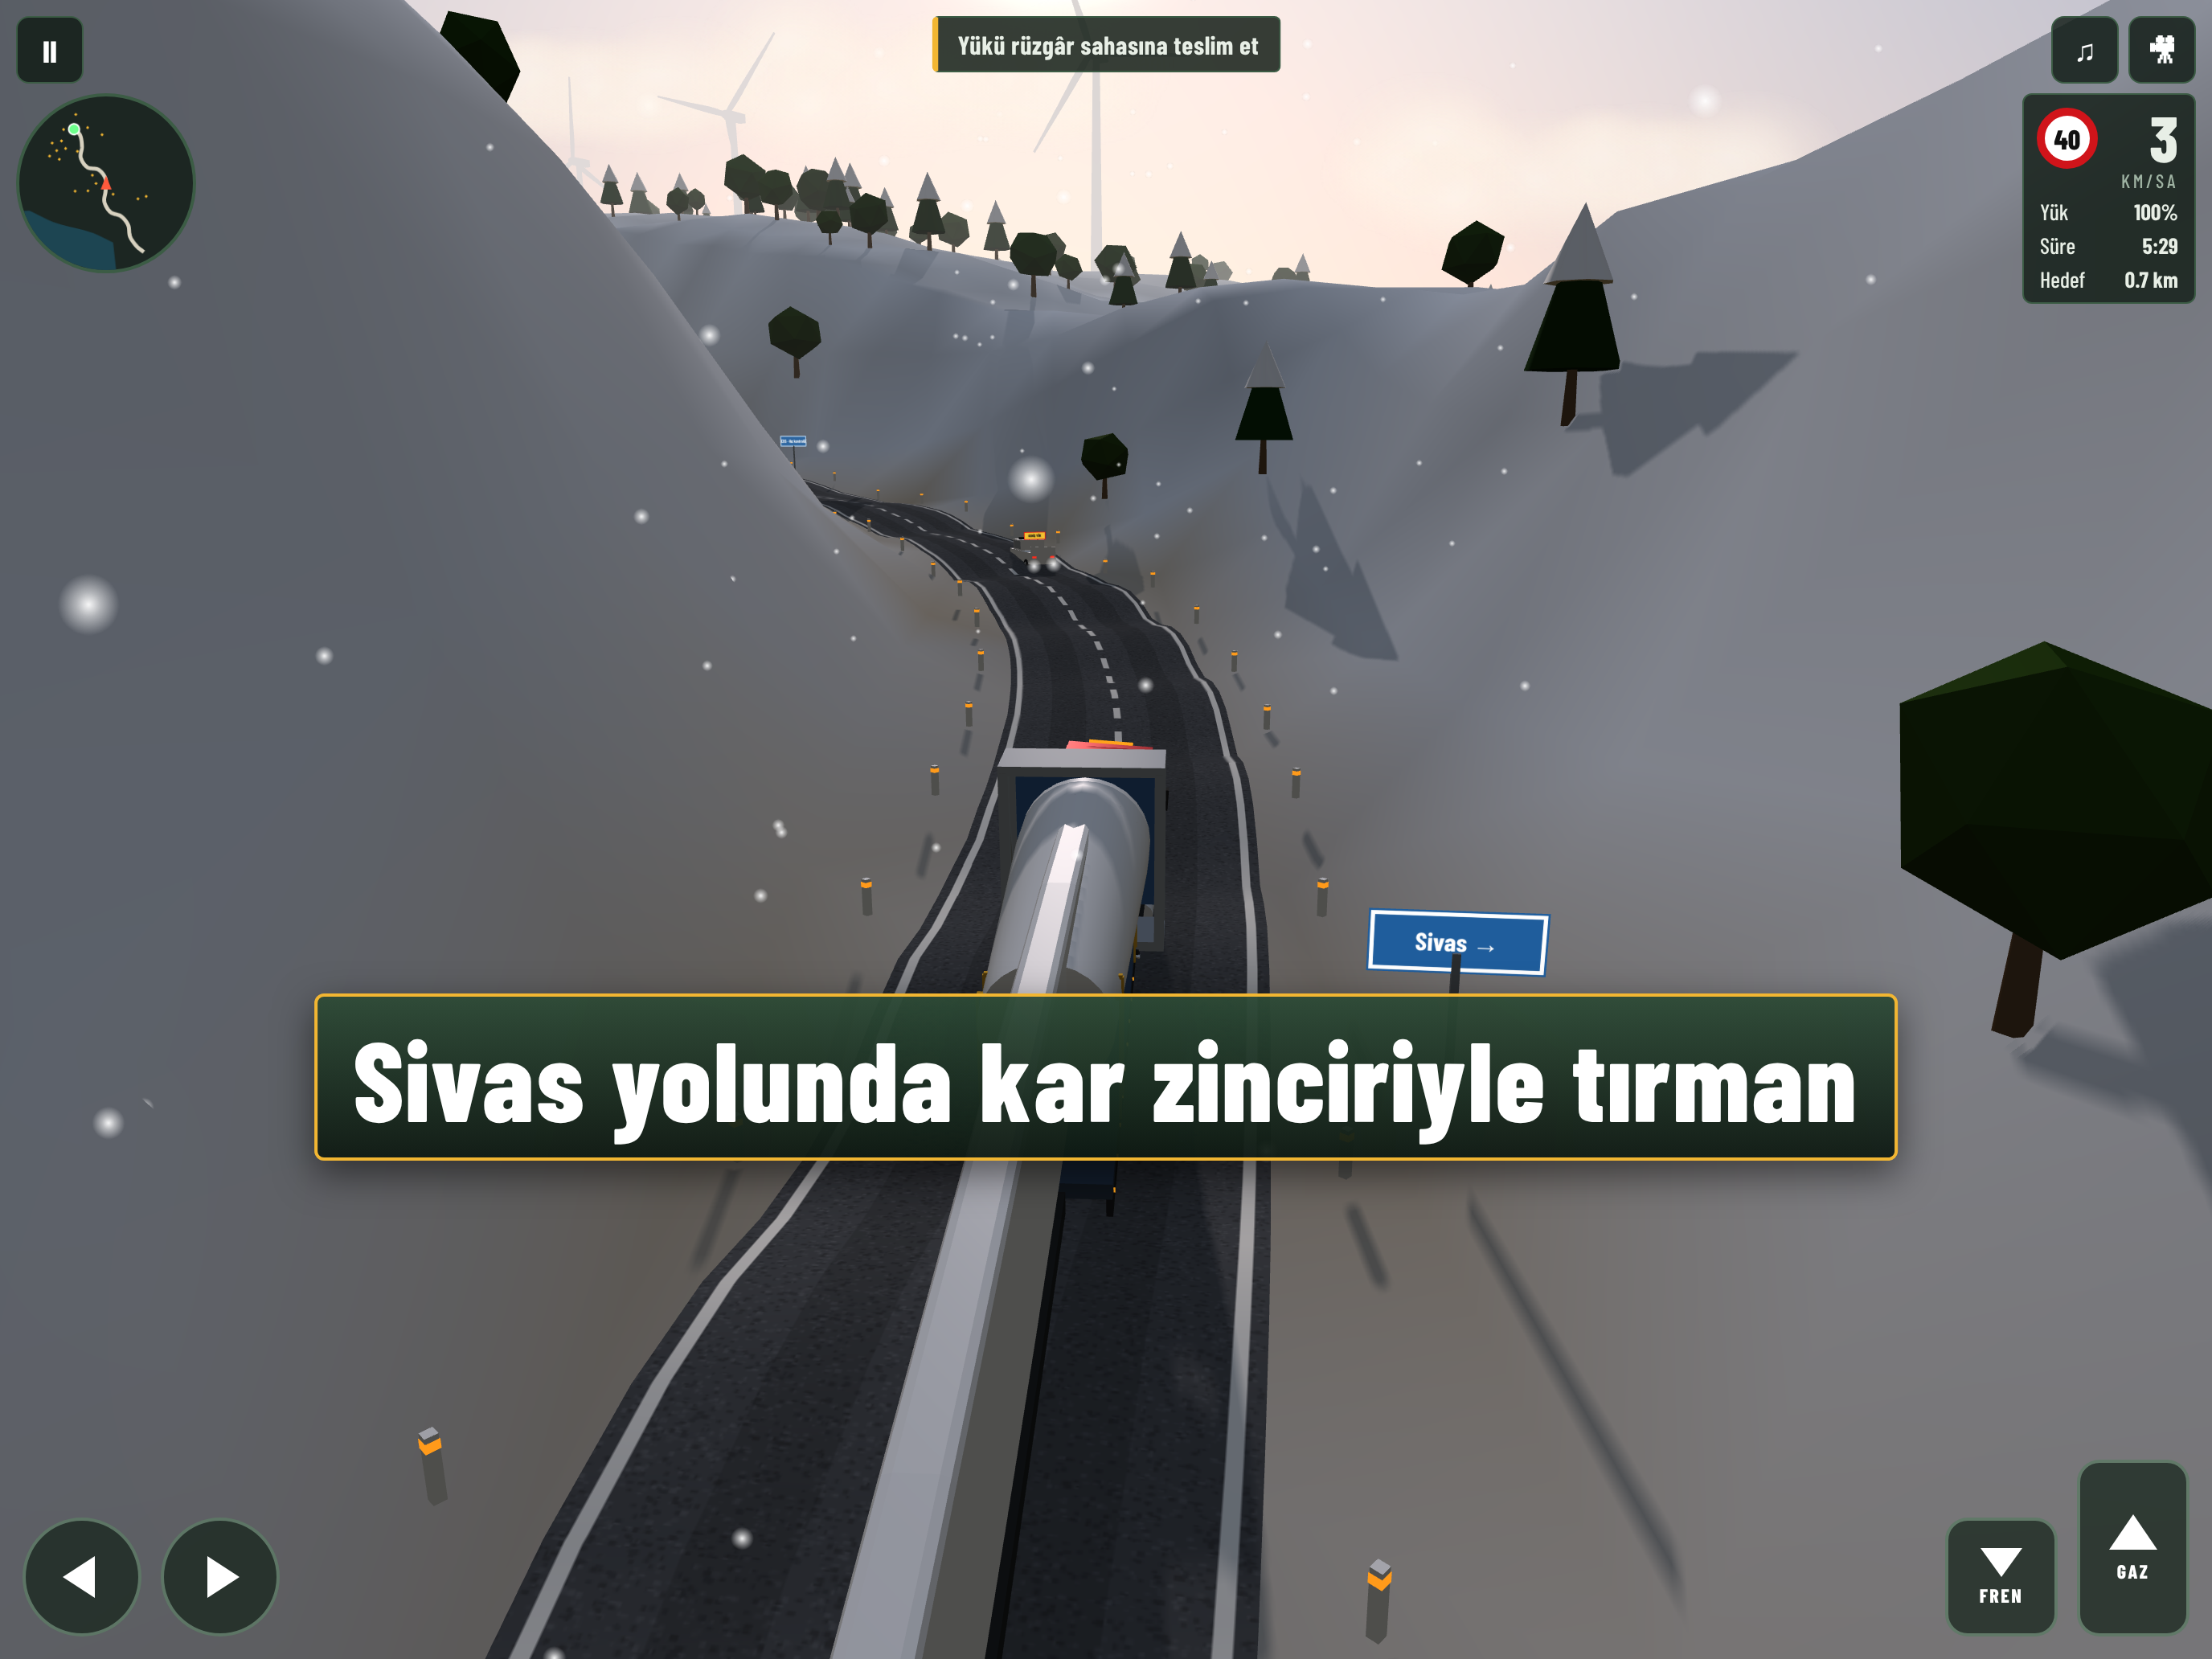 Yükü rüzgâr sahasına teslim et
40
3
KM/SA
Yük 100%
Süre 5:29
Hedef 0.7 km
Sivas →
Sivas yolunda kar zinciriyle tırman
FREN
GAZ